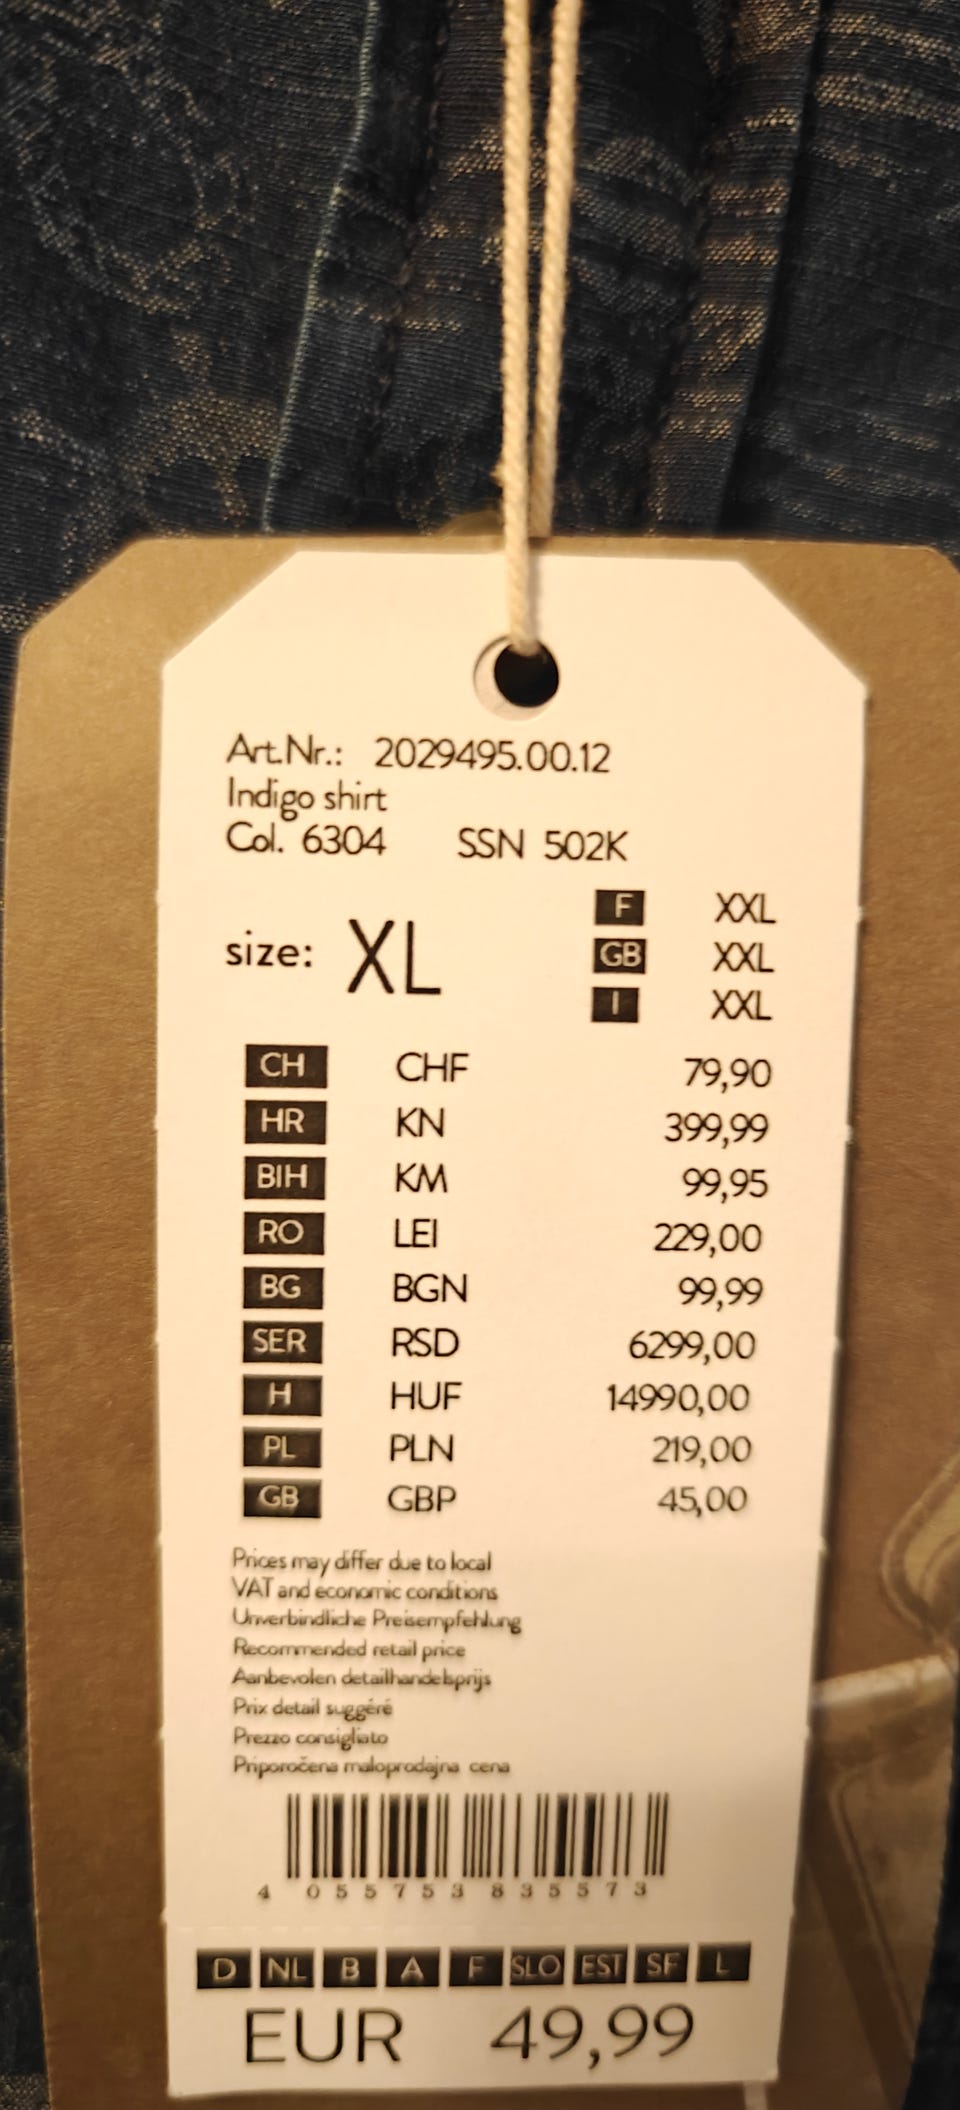 Art.Nr.: 2029495.00.12
Indigo shirt
Col. 6304 SSN 502K
size: XL
F XXL
GB XXL
I XXL
CH CHF 79,90
HR KN 399,99
BIH KM 99,95
RO LEI 229,00
BG BGN 99,99
SER RSD 6299,00
H HUF 14990,00
PL PLN 219,00
GB GBP 45,00
Prices may differ due to local
VAT and economic conditions
Unverbindliche Preisempfehlung
Recommended retail price
Aanbevolen detailhandelsprijs
Prix detail suggéré
Prezzo consigliato
Priporočena maloprodajna cena
4 055753 835573
D NL B A F SLO EST SF L
EUR 49,99